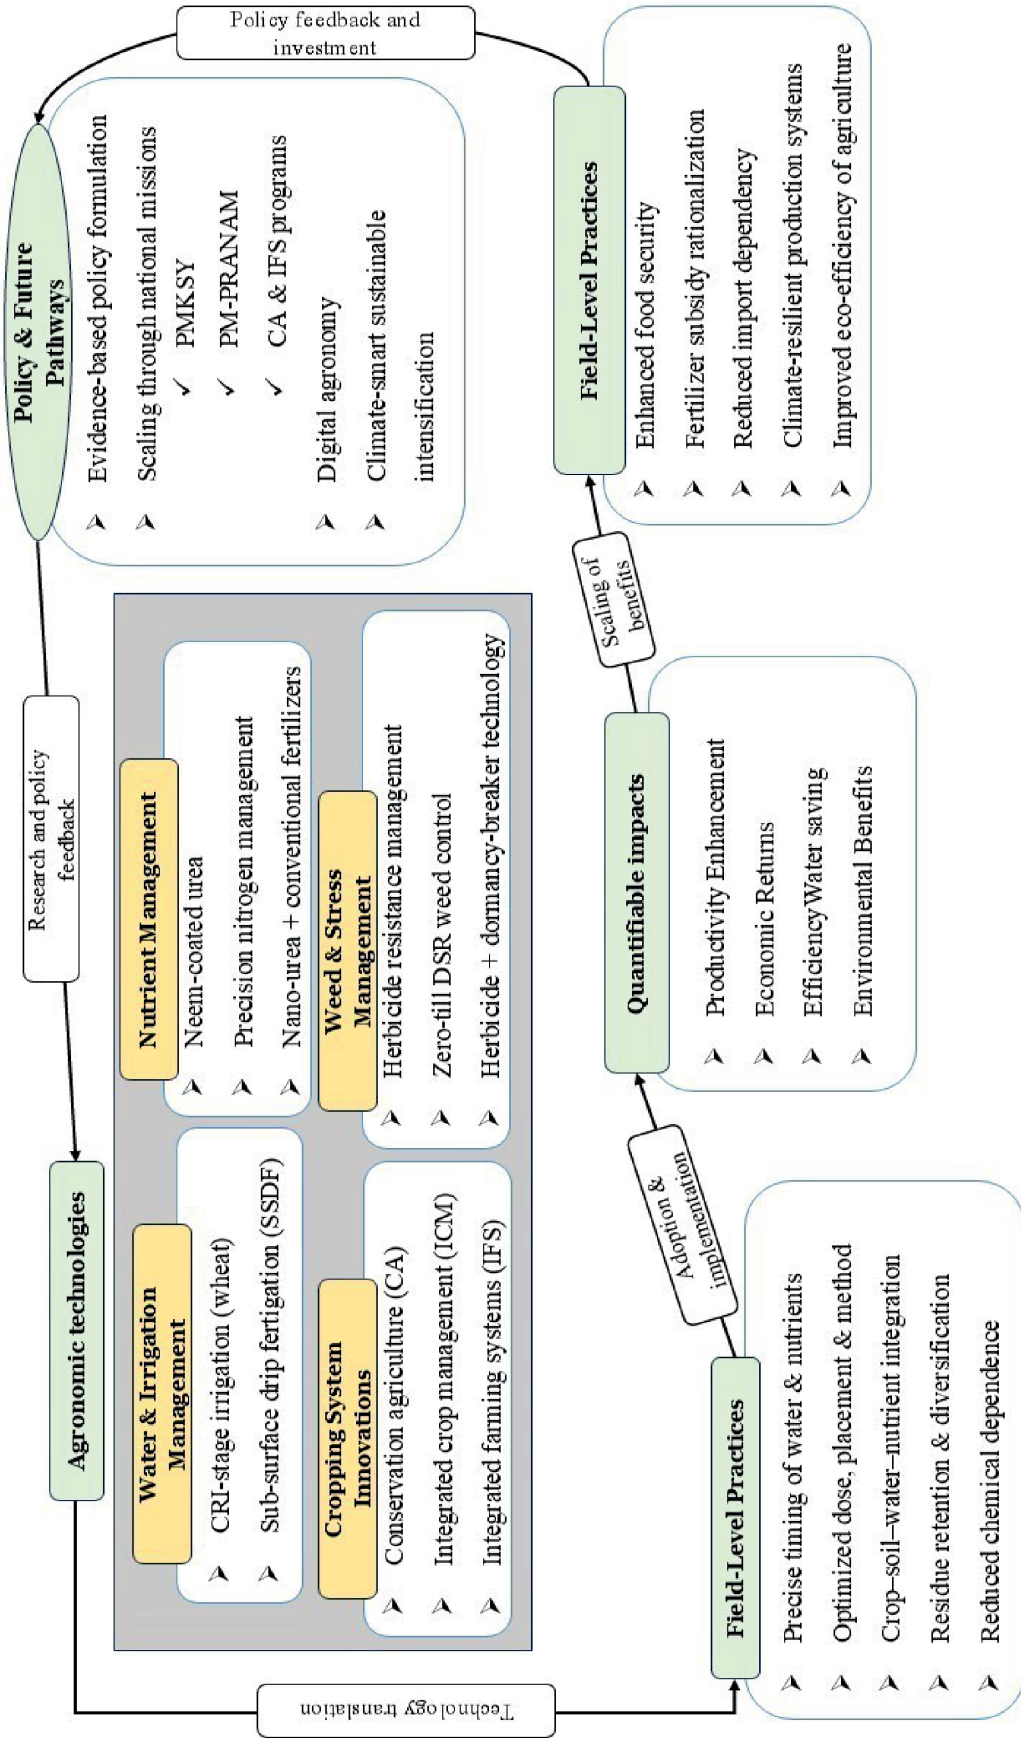 Agronomic technologies
Research and policy
feedback
Policy & Future
Pathways
Water & Irrigation
Management
➢ CRI-stage irrigation (wheat)
➢ Sub-surface drip fertigation (SSDF)
Nutrient Management
➢ Neem-coated urea
➢ Precision nitrogen management
➢ Nano-urea + conventional fertilizers
Cropping System
Innovations
➢ Conservation agriculture (CA)
➢ Integrated crop management (ICM)
➢ Integrated farming systems (IFS)
Weed & Stress
Management
➢ Herbicide resistance management
➢ Zero-till DSR weed control
➢ Herbicide + dormancy-breaker technology
➢ Evidence-based policy formulation
➢ Scaling through national missions
✓ PMKSY
✓ PM-PRANAM
✓ CA & IFS programs
➢ Digital agronomy
➢ Climate-smart sustainable
intensification
Technology translation
Policy feedback and
investment
Field-Level Practices
➢ Precise timing of water & nutrients
➢ Optimized dose, placement & method
➢ Crop–soil–water–nutrient integration
➢ Residue retention & diversification
➢ Reduced chemical dependence
Adoption &
implementation
Quantifiable impacts
➢ Productivity Enhancement
➢ Economic Returns
➢ EfficiencyWater saving
➢ Environmental Benefits
Scaling of
benefits
Field-Level Practices
➢ Enhanced food security
➢ Fertilizer subsidy rationalization
➢ Reduced import dependency
➢ Climate-resilient production systems
➢ Improved eco-efficiency of agriculture